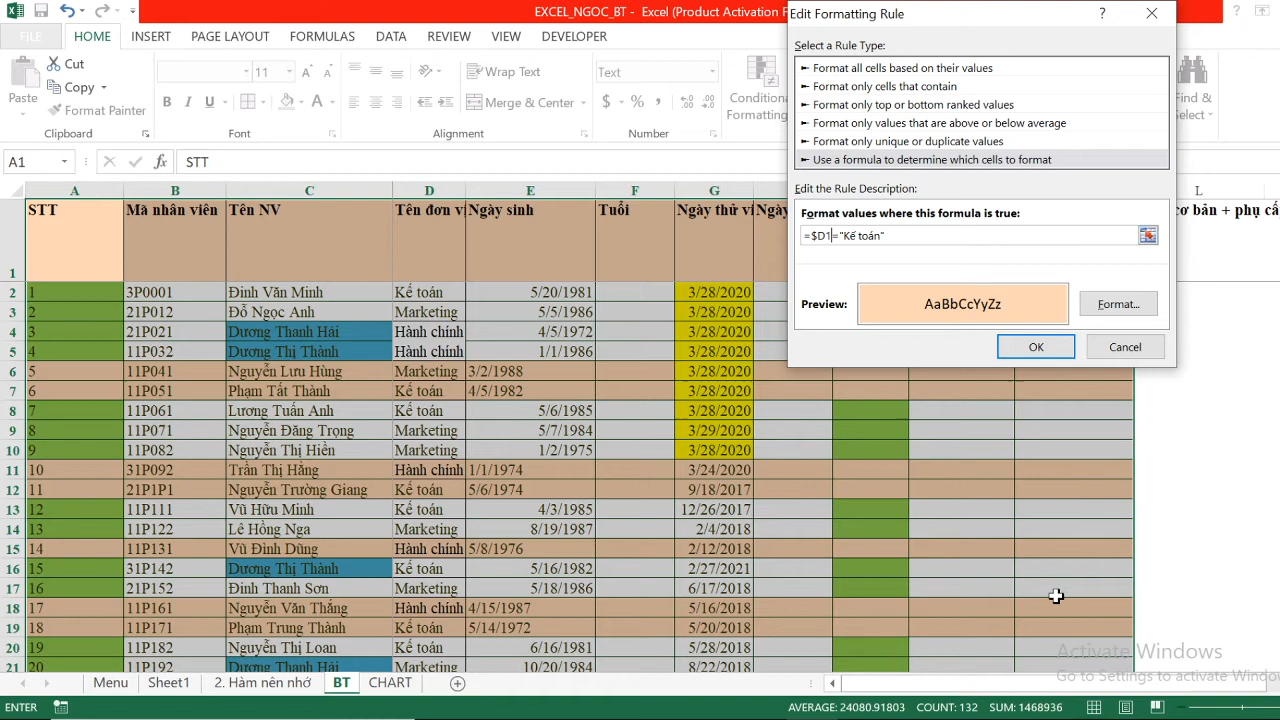 EXCEL_NGOC_BT - Excel (Product Activation
Edit Formatting Rule
FILE HOME INSERT PAGE LAYOUT FORMULAS DATA REVIEW VIEW DEVELOPER
Select a Rule Type:
Format all cells based on their values
Format only cells that contain
Format only top or bottom ranked values
Format only values that are above or below average
Format only unique or duplicate values
Use a formula to determine which cells to format
Edit the Rule Description:
Format values where this formula is true:
=$D1="Kế toán"
Preview: AaBbCcYyZz Format...
OK Cancel
Paste
Cut
Copy
Format Painter
11
Wrap Text
Merge & Center
Text
Conditional
Formatting
Find &
Select
Clipboard Font Alignment Number
A1 STT
A B C D E F G L
STT Mã nhân viên Tên NV Tên đơn vị Ngày sinh Tuổi Ngày thử vi Ngày cơ bản + phụ cấ
1
2 1 3P0001 Đinh Văn Minh Kế toán 5/20/1981 3/28/2020
3 2 21P012 Đỗ Ngọc Anh Marketing 5/5/1986 3/28/2020
4 3 21P021 Dương Thanh Hải Hành chính 4/5/1972 3/28/2020
5 4 11P032 Dương Thị Thành Hành chính 1/1/1986 3/28/2020
6 5 11P041 Nguyễn Lưu Hùng Marketing 3/2/1988 3/28/2020
7 6 11P051 Phạm Tất Thành Kế toán 4/5/1982 3/28/2020
8 7 11P061 Lương Tuấn Anh Kế toán 5/6/1985 3/28/2020
9 8 11P071 Nguyễn Đăng Trọng Marketing 5/7/1984 3/29/2020
10 9 11P082 Nguyễn Thị Hiền Marketing 1/2/1975 3/28/2020
11 10 31P092 Trần Thị Hằng Hành chính 1/1/1974 3/24/2020
12 11 21P1P1 Nguyễn Trường Giang Kế toán 5/6/1974 9/18/2017
13 12 11P111 Vũ Hữu Minh Kế toán 4/3/1985 12/26/2017
14 13 11P122 Lê Hồng Nga Marketing 8/19/1987 2/4/2018
15 14 11P131 Vũ Đình Dũng Hành chính 5/8/1976 2/12/2018
16 15 31P142 Dương Thị Thành Kế toán 5/16/1982 2/27/2021
17 16 21P152 Đinh Thanh Sơn Marketing 5/18/1986 6/17/2018
18 17 11P161 Nguyễn Văn Thắng Hành chính 4/15/1987 5/16/2018
19 18 11P171 Phạm Trung Thành Kế toán 5/14/1972 5/20/2018
20 19 11P182 Nguyễn Thị Loan Kế toán 6/16/1981 5/28/2018
21 20 11P192 Dương Thanh Hải Marketing 10/20/1984 8/22/2018
Activate Windows
Go to Settings to activate Window
Menu Sheet1 2. Hàm nên nhớ BT CHART
ENTER AVERAGE: 24080.91803 COUNT: 132 SUM: 1468936